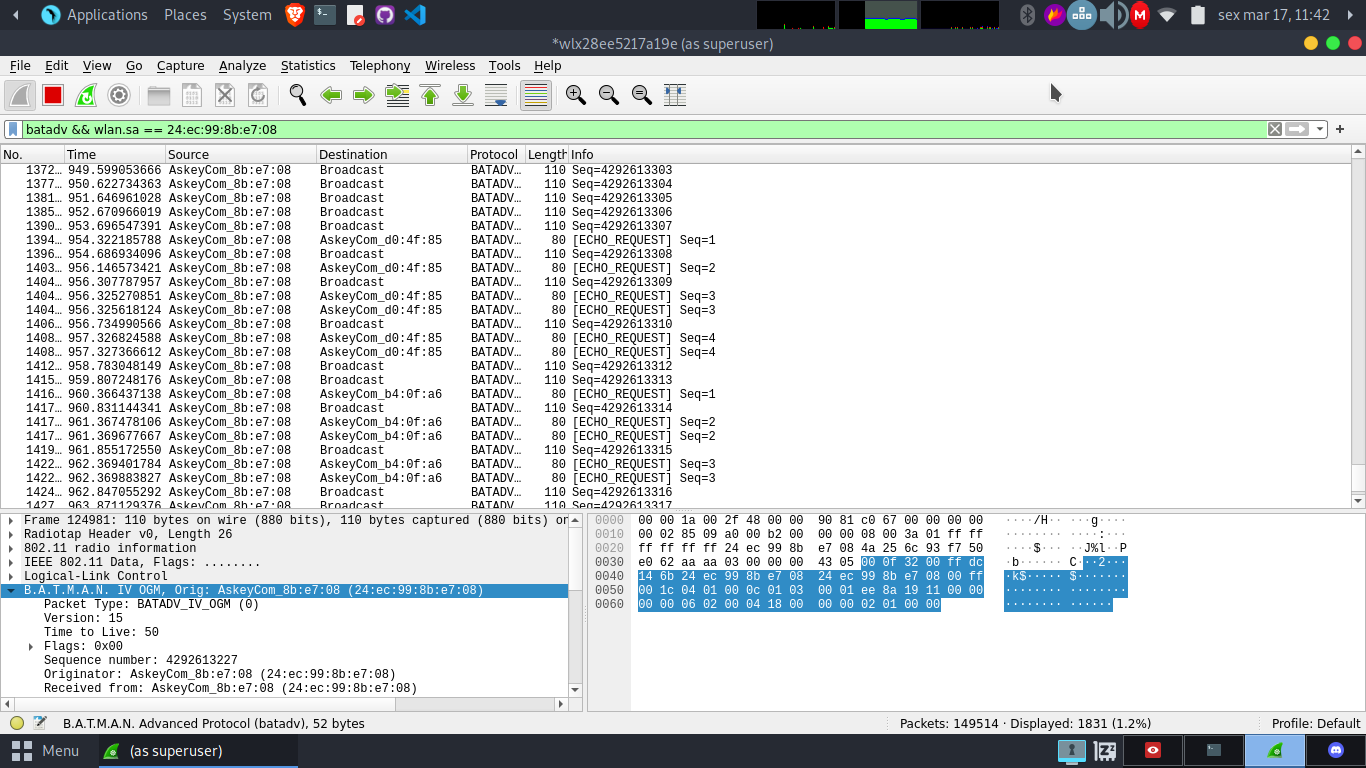 Applications Places System sex mar 17, 11:42
*wlx28ee5217a19e (as superuser)
File Edit View Go Capture Analyze Statistics Telephony Wireless Tools Help
batadv && wlan.sa == 24:ec:99:8b:e7:08
No. Time Source Destination Protocol Length Info
1372… 949.599053666 AskeyCom_8b:e7:08 Broadcast BATADV… 110 Seq=4292613303
1377… 950.622734363 AskeyCom_8b:e7:08 Broadcast BATADV… 110 Seq=4292613304
1381… 951.646961028 AskeyCom_8b:e7:08 Broadcast BATADV… 110 Seq=4292613305
1385… 952.670966019 AskeyCom_8b:e7:08 Broadcast BATADV… 110 Seq=4292613306
1390… 953.696547391 AskeyCom_8b:e7:08 Broadcast BATADV… 110 Seq=4292613307
1394… 954.322185788 AskeyCom_8b:e7:08 AskeyCom_d0:4f:85 BATADV… 80 [ECHO_REQUEST] Seq=1
1396… 954.686934096 AskeyCom_8b:e7:08 Broadcast BATADV… 110 Seq=4292613308
1403… 956.146573421 AskeyCom_8b:e7:08 AskeyCom_d0:4f:85 BATADV… 80 [ECHO_REQUEST] Seq=2
1404… 956.307787957 AskeyCom_8b:e7:08 Broadcast BATADV… 110 Seq=4292613309
1404… 956.325270851 AskeyCom_8b:e7:08 AskeyCom_d0:4f:85 BATADV… 80 [ECHO_REQUEST] Seq=3
1404… 956.325618124 AskeyCom_8b:e7:08 AskeyCom_d0:4f:85 BATADV… 80 [ECHO_REQUEST] Seq=3
1406… 956.734990566 AskeyCom_8b:e7:08 Broadcast BATADV… 110 Seq=4292613310
1408… 957.326824588 AskeyCom_8b:e7:08 AskeyCom_d0:4f:85 BATADV… 80 [ECHO_REQUEST] Seq=4
1408… 957.327366612 AskeyCom_8b:e7:08 AskeyCom_d0:4f:85 BATADV… 80 [ECHO_REQUEST] Seq=4
1412… 958.783048149 AskeyCom_8b:e7:08 Broadcast BATADV… 110 Seq=4292613312
1415… 959.807248176 AskeyCom_8b:e7:08 Broadcast BATADV… 110 Seq=4292613313
1416… 960.366437138 AskeyCom_8b:e7:08 AskeyCom_b4:0f:a6 BATADV… 80 [ECHO_REQUEST] Seq=1
1417… 960.831144341 AskeyCom_8b:e7:08 Broadcast BATADV… 110 Seq=4292613314
1417… 961.367478106 AskeyCom_8b:e7:08 AskeyCom_b4:0f:a6 BATADV… 80 [ECHO_REQUEST] Seq=2
1417… 961.369677667 AskeyCom_8b:e7:08 AskeyCom_b4:0f:a6 BATADV… 80 [ECHO_REQUEST] Seq=2
1419… 961.855172550 AskeyCom_8b:e7:08 Broadcast BATADV… 110 Seq=4292613315
1422… 962.369401784 AskeyCom_8b:e7:08 AskeyCom_b4:0f:a6 BATADV… 80 [ECHO_REQUEST] Seq=3
1422… 962.369883827 AskeyCom_8b:e7:08 AskeyCom_b4:0f:a6 BATADV… 80 [ECHO_REQUEST] Seq=3
1424… 962.847055292 AskeyCom_8b:e7:08 Broadcast BATADV… 110 Seq=4292613316
1427… 963.871129376 AskeyCom_8b:e7:08 Broadcast BATADV… 110 Seq=4292613317
Frame 124981: 110 bytes on wire (880 bits), 110 bytes captured (880 bits) on
Radiotap Header v0, Length 26
802.11 radio information
IEEE 802.11 Data, Flags: ........
Logical-Link Control
B.A.T.M.A.N. IV OGM, Orig: AskeyCom_8b:e7:08 (24:ec:99:8b:e7:08)
Packet Type: BATADV_IV_OGM (0)
Version: 15
Time to Live: 50
Flags: 0x00
Sequence number: 4292613227
Originator: AskeyCom_8b:e7:08 (24:ec:99:8b:e7:08)
Received from: AskeyCom_8b:e7:08 (24:ec:99:8b:e7:08)
0000 00 00 1a 00 2f 48 00 00 90 81 c0 67 00 00 00 00 ····/H·· ···g····
0010 00 02 85 09 a0 00 b2 00 00 00 08 00 3a 01 ff ff ········ ····:···
0020 ff ff ff ff 24 ec 99 8b e7 08 4a 25 6c 93 f7 50 ····$··· ··J%l··P
0030 e0 62 aa aa 03 00 00 00 43 05 00 0f 32 00 ff dc ·b······ C···2···
0040 14 6b 24 ec 99 8b e7 08 24 ec 99 8b e7 08 00 ff ·k$····· $·······
0050 00 1c 04 01 00 0c 01 03 00 01 ee 8a 19 11 00 00 ········ ········
0060 00 00 06 02 00 04 18 03 00 00 02 01 00 00 ········ ······
B.A.T.M.A.N. Advanced Protocol (batadv), 52 bytes Packets: 149514 · Displayed: 1831 (1.2%) Profile: Default
Menu (as superuser)